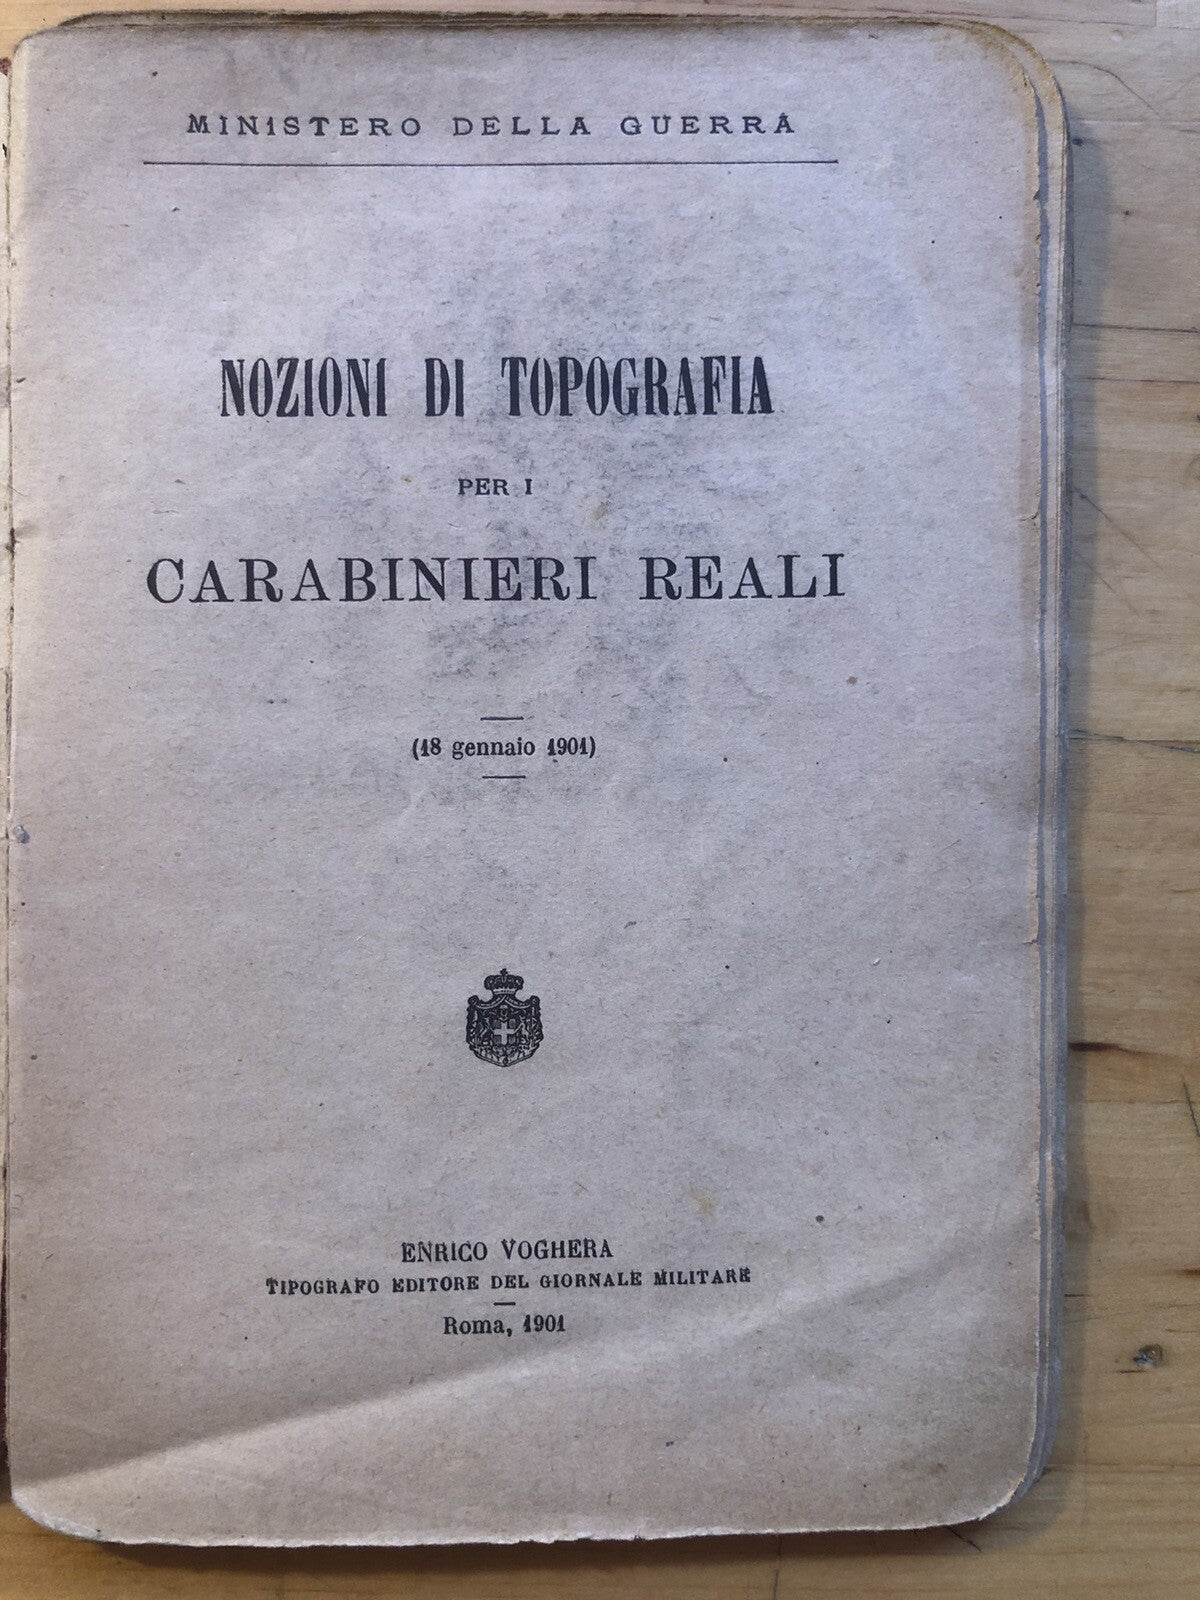 MINISTERO DELLA GUERRA
NOZIONI DI TOPOGRAFIA
PER I
CARABINIERI REALI
(18 gennaio 1901)
ENRICO VOGHERA
TIPOGRAFO EDITORE DEL GIORNALE MILITARE
Roma, 1901